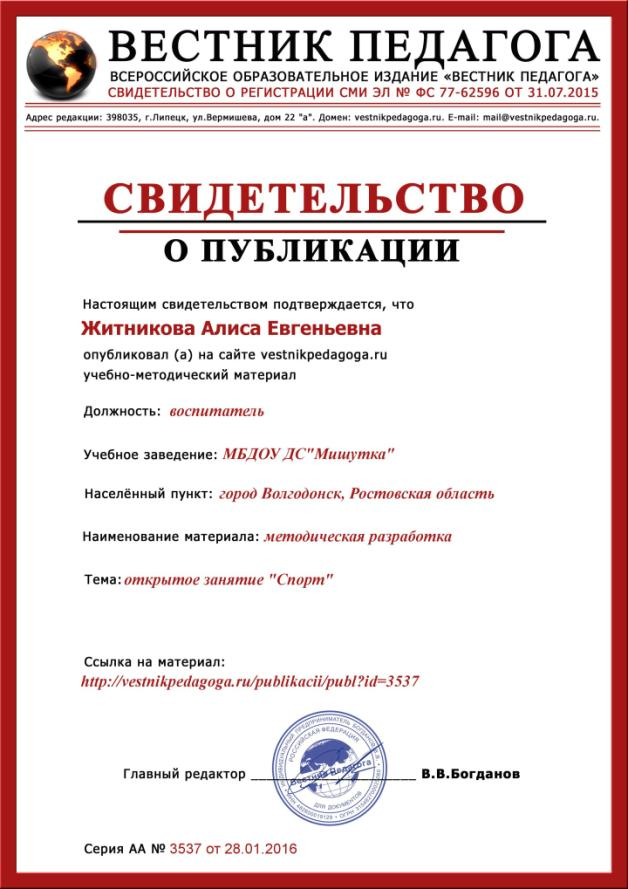 ВЕСТНИК ПЕДАГОГА
ВСЕРОССИЙСКОЕ ОБРАЗОВАТЕЛЬНОЕ ИЗДАНИЕ «ВЕСТНИК ПЕДАГОГА»
СВИДЕТЕЛЬСТВО О РЕГИСТРАЦИИ СМИ ЭЛ № ФС 77-62596 ОТ 31.07.2015
Адрес редакции: 398035, г.Липецк, ул.Вермишева, дом 22 "а". Домен: vestnikpedagoga.ru. E-mail: mail@vestnikpedagoga.ru.
СВИДЕТЕЛЬСТВО
О ПУБЛИКАЦИИ
Настоящим свидетельством подтверждается, что
Житникова Алиса Евгеньевна
опубликовал (а) на сайте vestnikpedagoga.ru
учебно-методический материал
Должность: воспитатель
Учебное заведение: МБДОУ ДС"Мишутка"
Населённый пункт: город Волгодонск, Ростовская область
Наименование материала: методическая разработка
Тема: открытое занятие "Спорт"
Ссылка на материал:
http://vestnikpedagoga.ru/publikacii/publ?id=3537
РОССИЙСКАЯ ФЕДЕРАЦИЯ
Вестник Педагога
ДЛЯ ДОКУМЕНТОВ
Главный редактор В.В.Богданов
Серия АА № 3537 от 28.01.2016